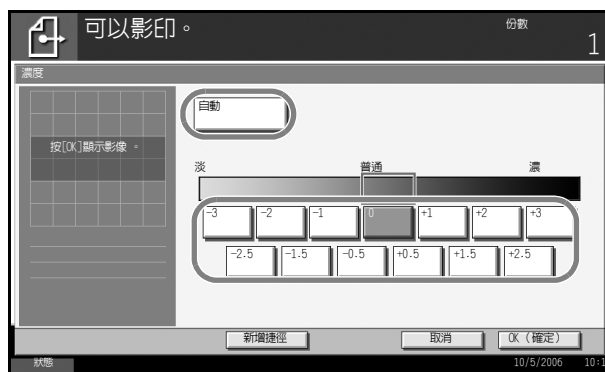 可以影印。
份數
1
濃度
自動
按[OK]顯示影像。
淡 普通 濃
-3 -2 -1 0 +1 +2 +3
-2.5 -1.5 -0.5 +0.5 +1.5 +2.5
新增捷徑 取消 OK（確定）
狀態 10/5/2006 10:1